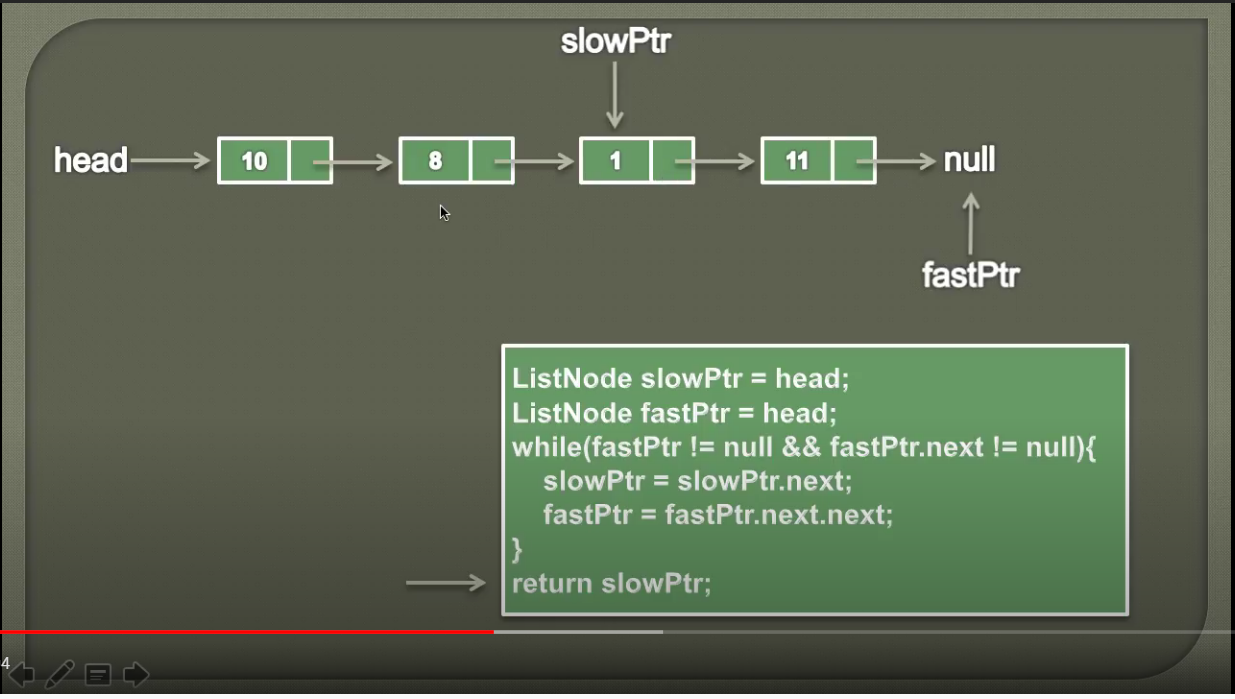 slowPtr
head 10 8 1 11 null
fastPtr
ListNode slowPtr = head;
ListNode fastPtr = head;
while(fastPtr != null && fastPtr.next != null){
slowPtr = slowPtr.next;
fastPtr = fastPtr.next.next;
}
return slowPtr;
4